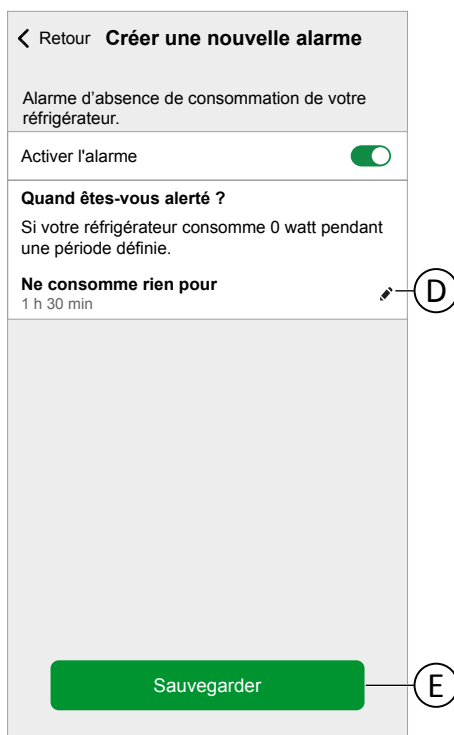 Retour Créer une nouvelle alarme
Alarme d’absence de consommation de votre
réfrigérateur.
Activer l'alarme
Quand êtes-vous alerté ?
Si votre réfrigérateur consomme 0 watt pendant
une période définie.
Ne consomme rien pour
1 h 30 min
D
Sauvegarder
E